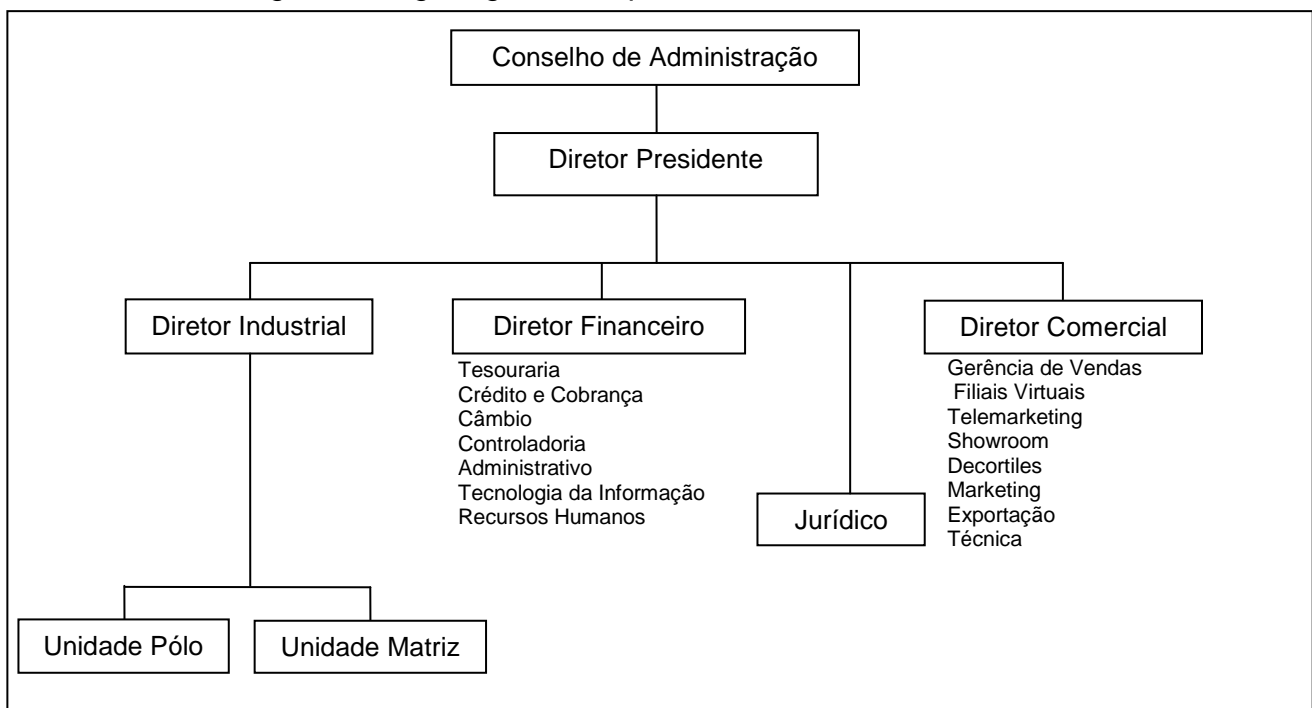 Conselho de Administração
Diretor Presidente
Diretor Industrial
Diretor Financeiro
Tesouraria
Crédito e Cobrança
Câmbio
Controladoria
Administrativo
Tecnologia da Informação
Recursos Humanos
Jurídico
Diretor Comercial
Gerência de Vendas
Filiais Virtuais
Telemarketing
Showroom
Decortiles
Marketing
Exportação
Técnica
Unidade Pólo
Unidade Matriz